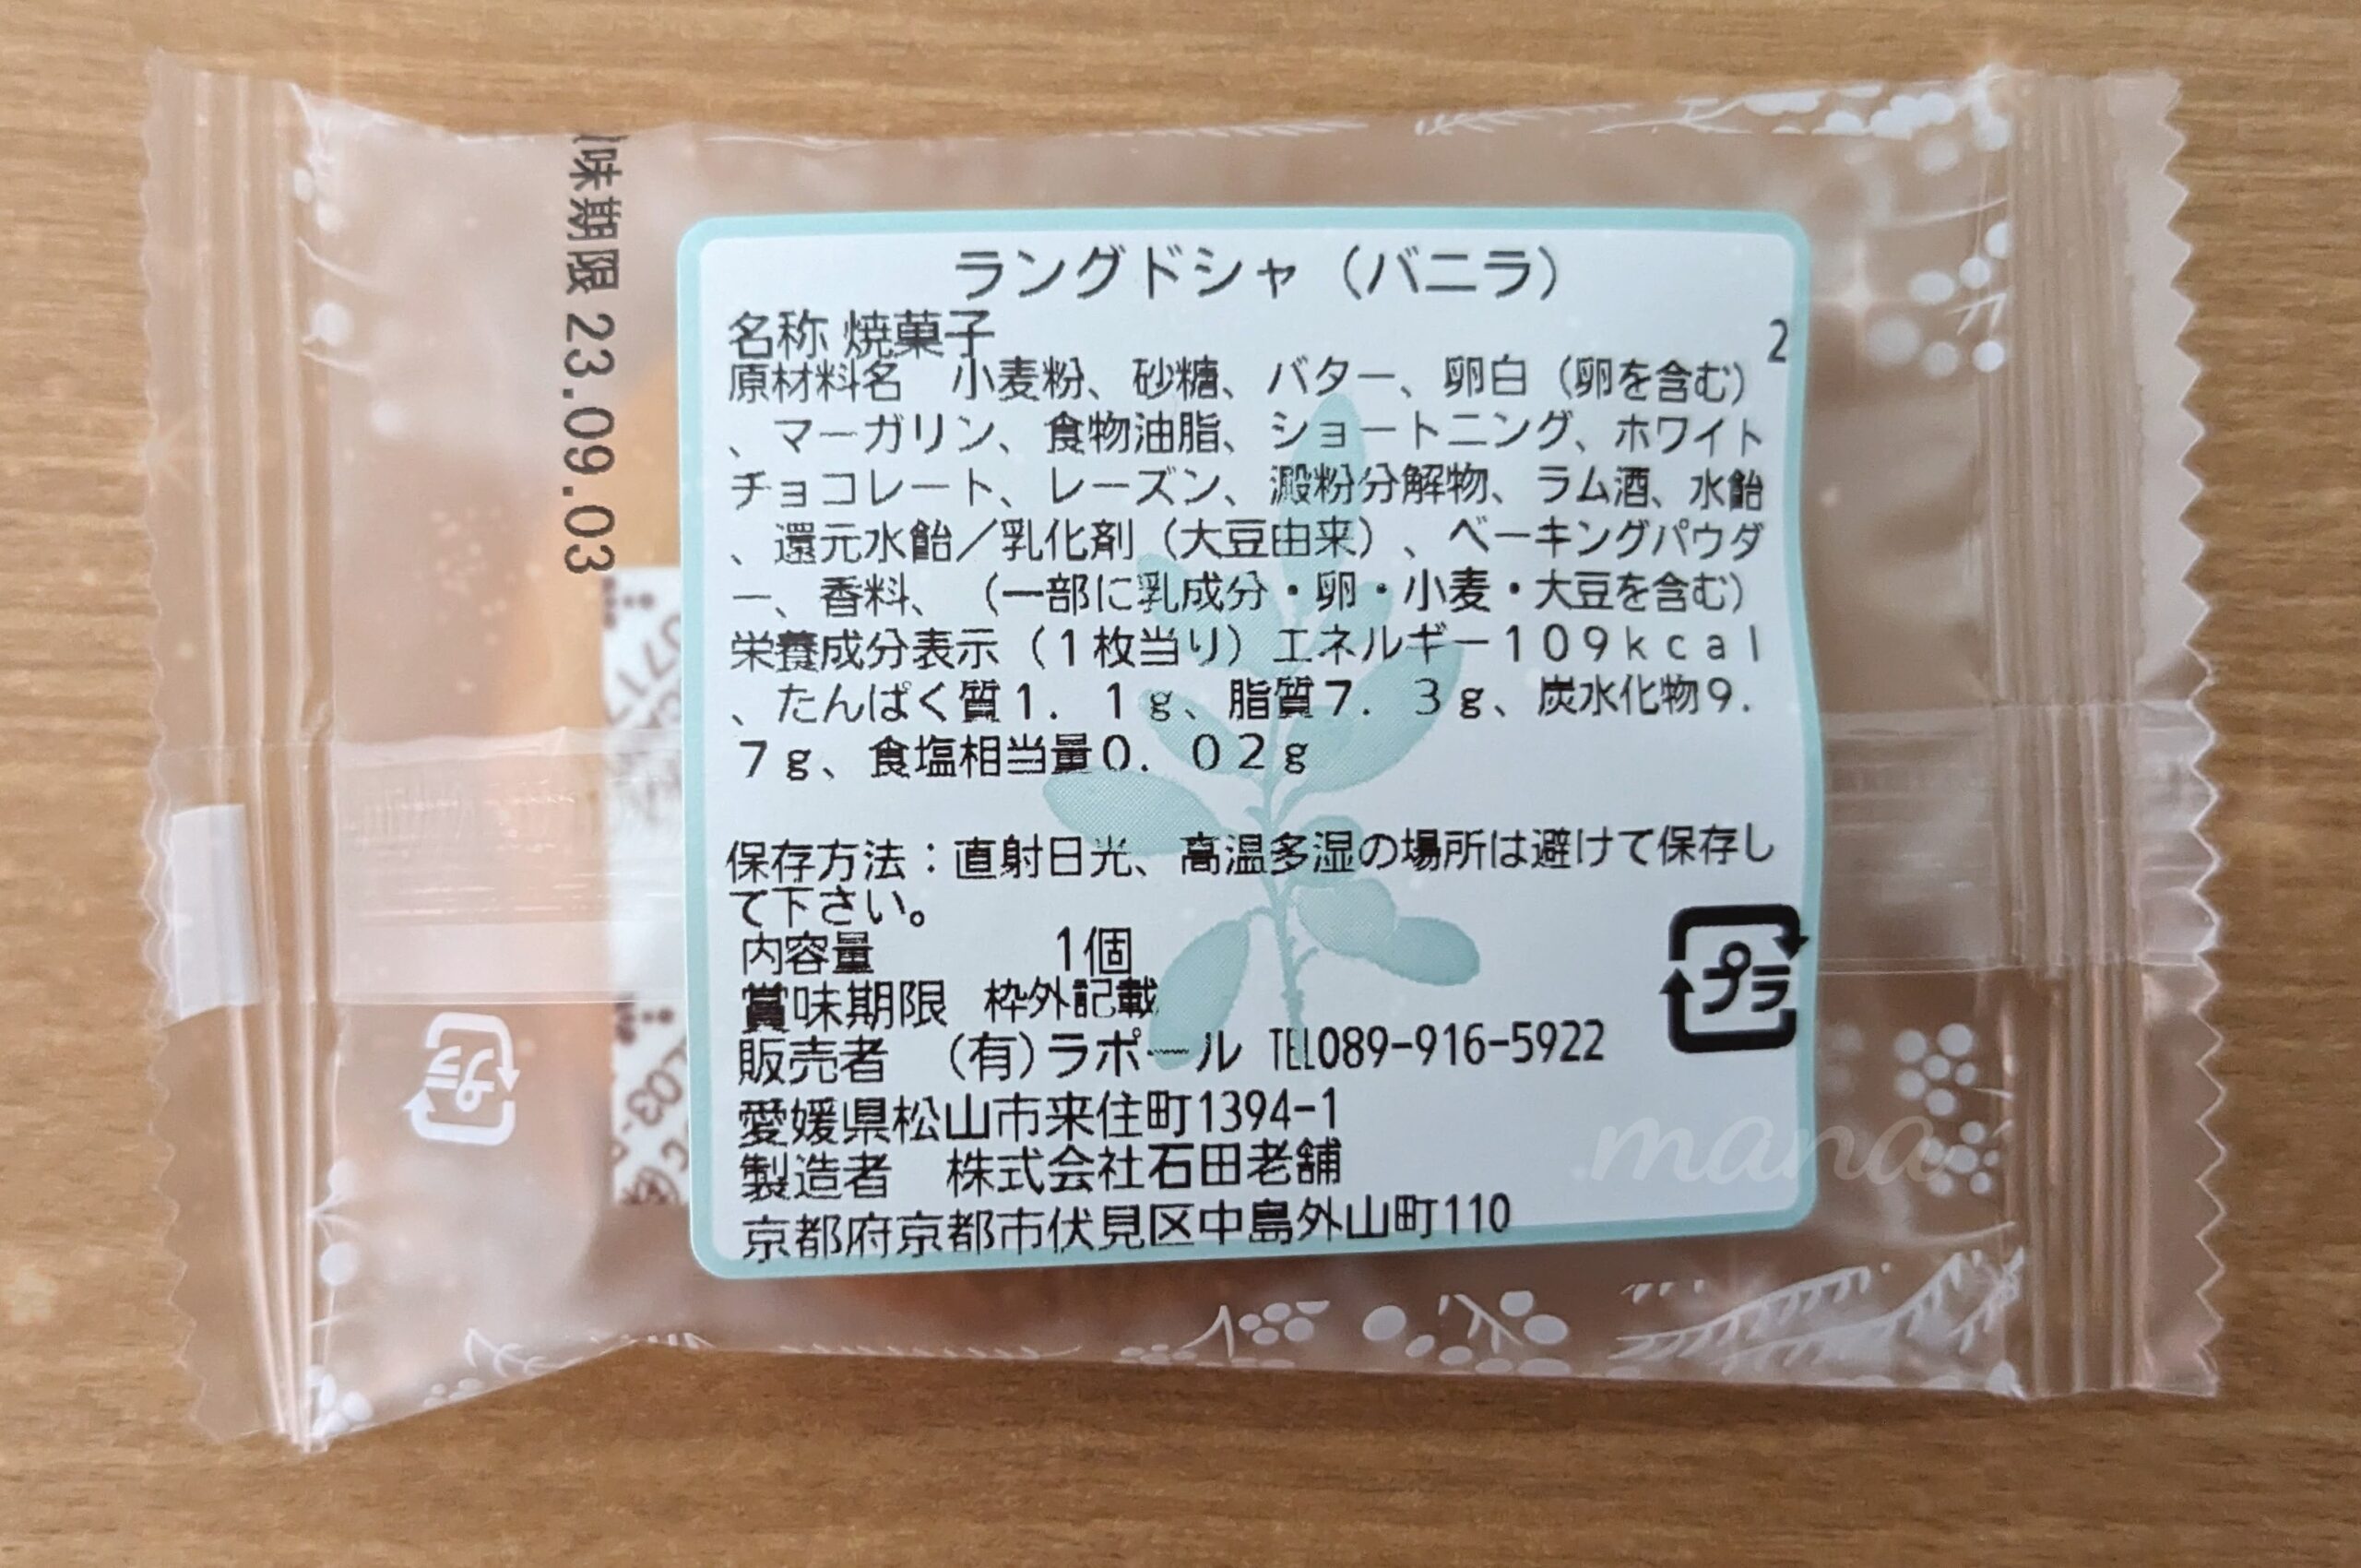 味期限 23.09.03
ラングドシャ（バニラ）
名称 焼菓子
2
原材料名　小麦粉、砂糖、バター、卵白（卵を含む）
、マーガリン、食物油脂、ショートニング、ホワイト
チョコレート、レーズン、澱粉分解物、ラム酒、水飴
、還元水飴／乳化剤（大豆由来）、ベーキングパウダ
ー、香料、（一部に乳成分・卵・小麦・大豆を含む）
栄養成分表示（１枚当り）エネルギー１０９ｋｃａｌ
、たんぱく質１．１ｇ、脂質７．３ｇ、炭水化物９．
７ｇ、食塩相当量０．０２ｇ
保存方法：直射日光、高温多湿の場所は避けて保存し
て下さい。
内容量　1個
賞味期限 枠外記載
販売者　(有)ラポール TEL089-916-5922
愛媛県松山市来住町1394-1
製造者　株式会社石田老舗
京都府京都市伏見区中島外山町110
プラ
プラ
mana